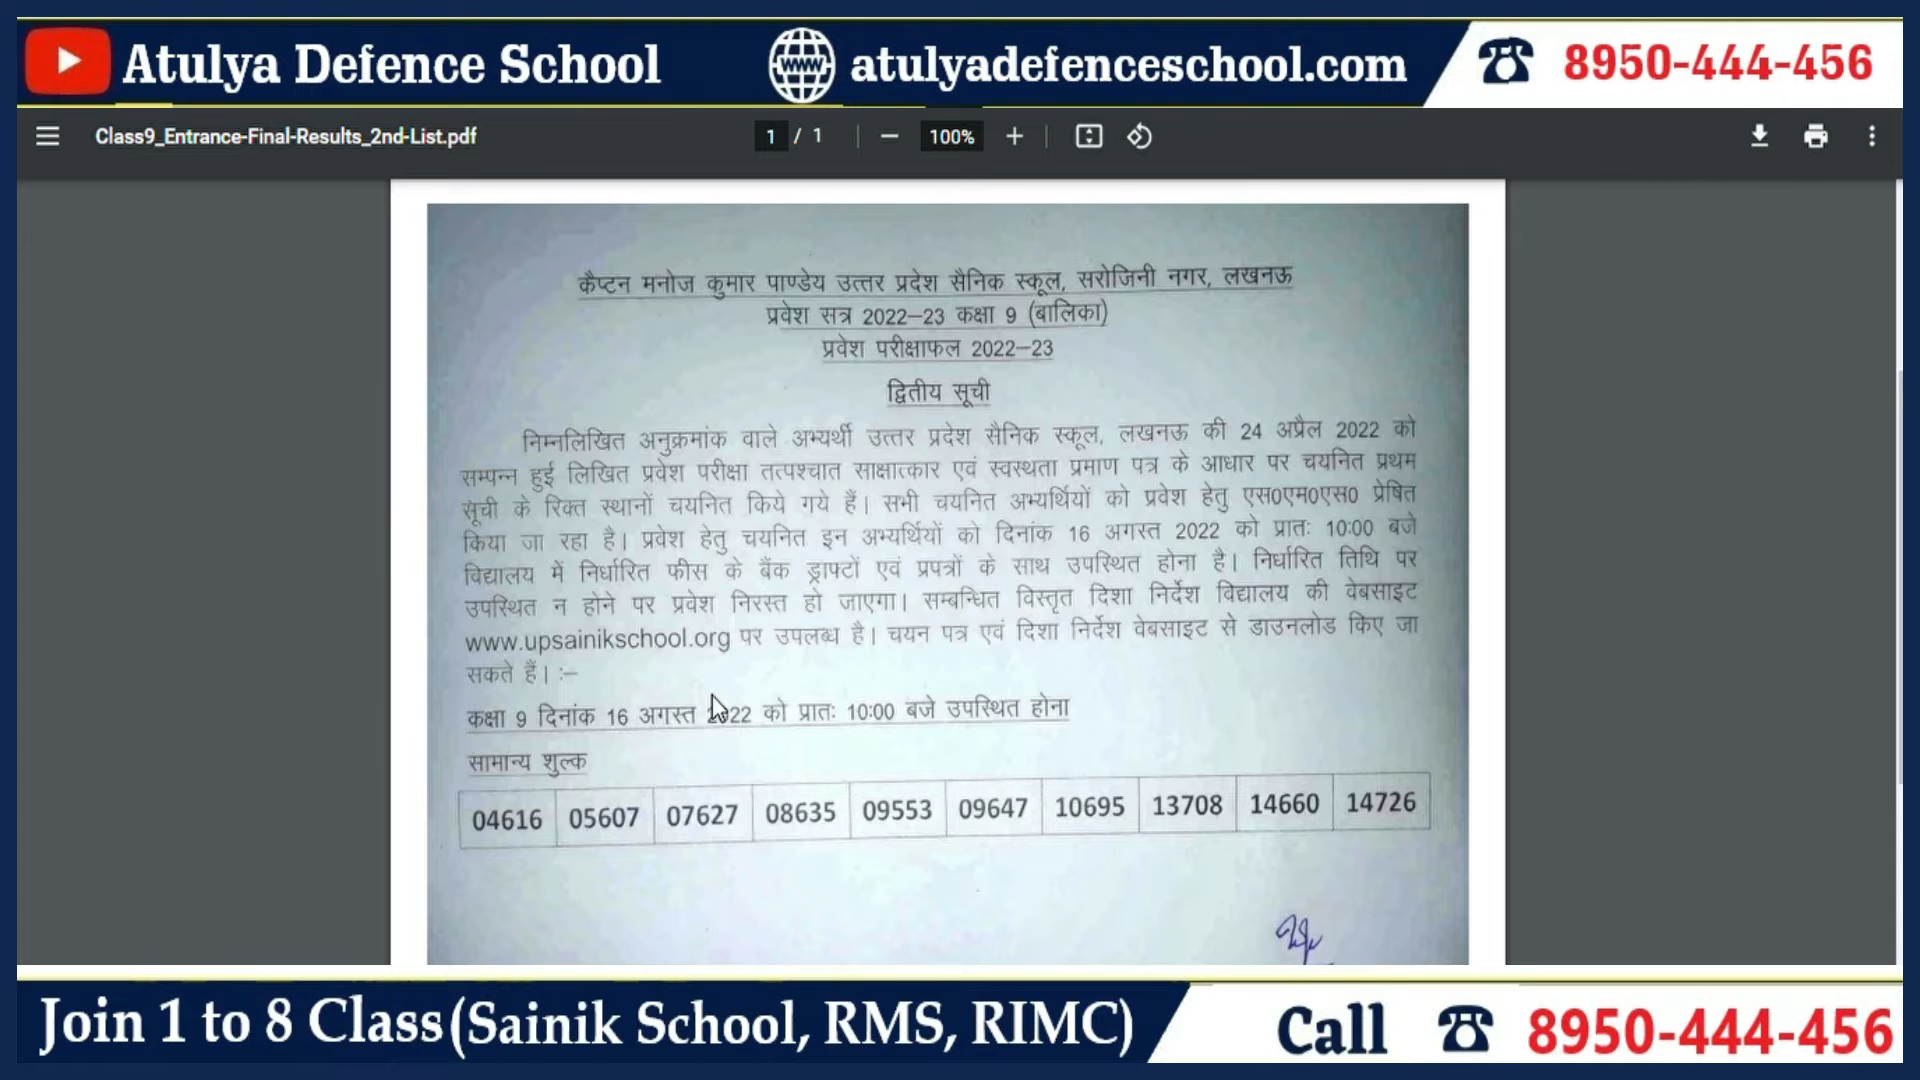 Atulya Defence School
www
atulyadefenceschool.com
8950-444-456
Class9_Entrance-Final-Results_2nd-List.pdf
1 / 1
100%
कैप्टन मनोज कुमार पाण्डेय उत्तर प्रदेश सैनिक स्कूल, सरोजिनी नगर, लखनऊ
प्रवेश सत्र 2022–23 कक्षा 9 (बालिका)
प्रवेश परीक्षाफल 2022–23
द्वितीय सूची
निम्नलिखित अनुक्रमांक वाले अभ्यर्थी उत्तर प्रदेश सैनिक स्कूल, लखनऊ की 24 अप्रैल 2022 को
सम्पन्न हुई लिखित प्रवेश परीक्षा तत्पश्चात साक्षात्कार एवं स्वस्थता प्रमाण पत्र के आधार पर चयनित प्रथम
सूची के रिक्त स्थानों चयनित किये गये हैं। सभी चयनित अभ्यर्थियों को प्रवेश हेतु एस0एम0एस0 प्रेषित
किया जा रहा है। प्रवेश हेतु चयनित इन अभ्यर्थियों को दिनांक 16 अगस्त 2022 को प्रातः 10:00 बजे
विद्यालय में निर्धारित फीस के बैंक ड्राफ्टों एवं प्रपत्रों के साथ उपस्थित होना है। निर्धारित तिथि पर
उपस्थित न होने पर प्रवेश निरस्त हो जाएगा। सम्बन्धित विस्तृत दिशा निर्देश विद्यालय की वेबसाइट
www.upsainikschool.org पर उपलब्ध है। चयन पत्र एवं दिशा निर्देश वेबसाइट से डाउनलोड किए जा
सकते हैं। :–
कक्षा 9 दिनांक 16 अगस्त 2022 को प्रातः 10:00 बजे उपस्थित होना
सामान्य शुल्क
04616 05607 07627 08635 09553 09647 10695 13708 14660 14726
Join 1 to 8 Class (Sainik School, RMS, RIMC)
Call 8950-444-456